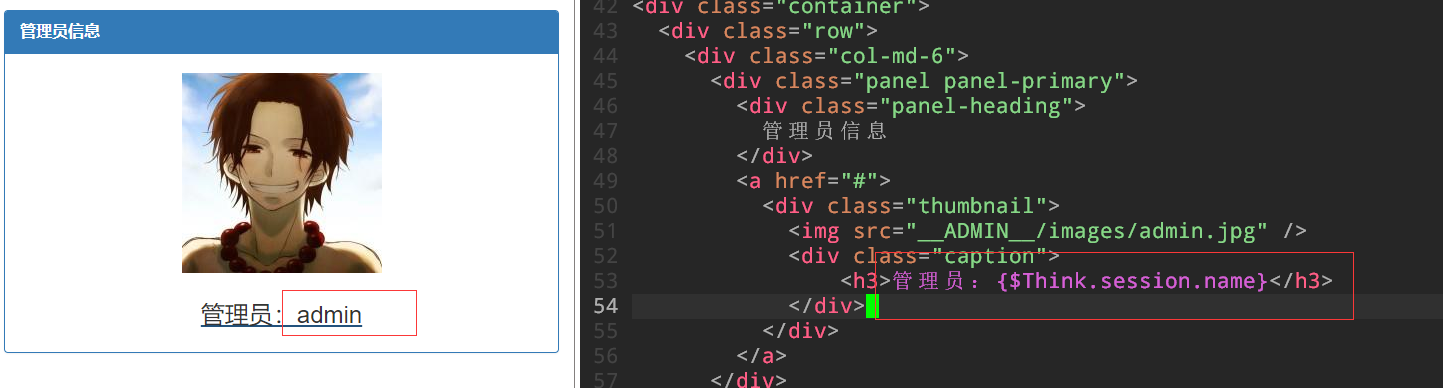 管理员信息
管理员：admin
42 <div class="container">
43 <div class="row">
44 <div class="col-md-6">
45 <div class="panel panel-primary">
46 <div class="panel-heading">
47 管理员信息
48 </div>
49 <a href="#">
50 <div class="thumbnail">
51 <img src="__ADMIN__/images/admin.jpg" />
52 <div class="caption">
53 <h3>管理员：{$Think.session.name}</h3>
54 </div>
55 </div>
56 </a>
57 </div>